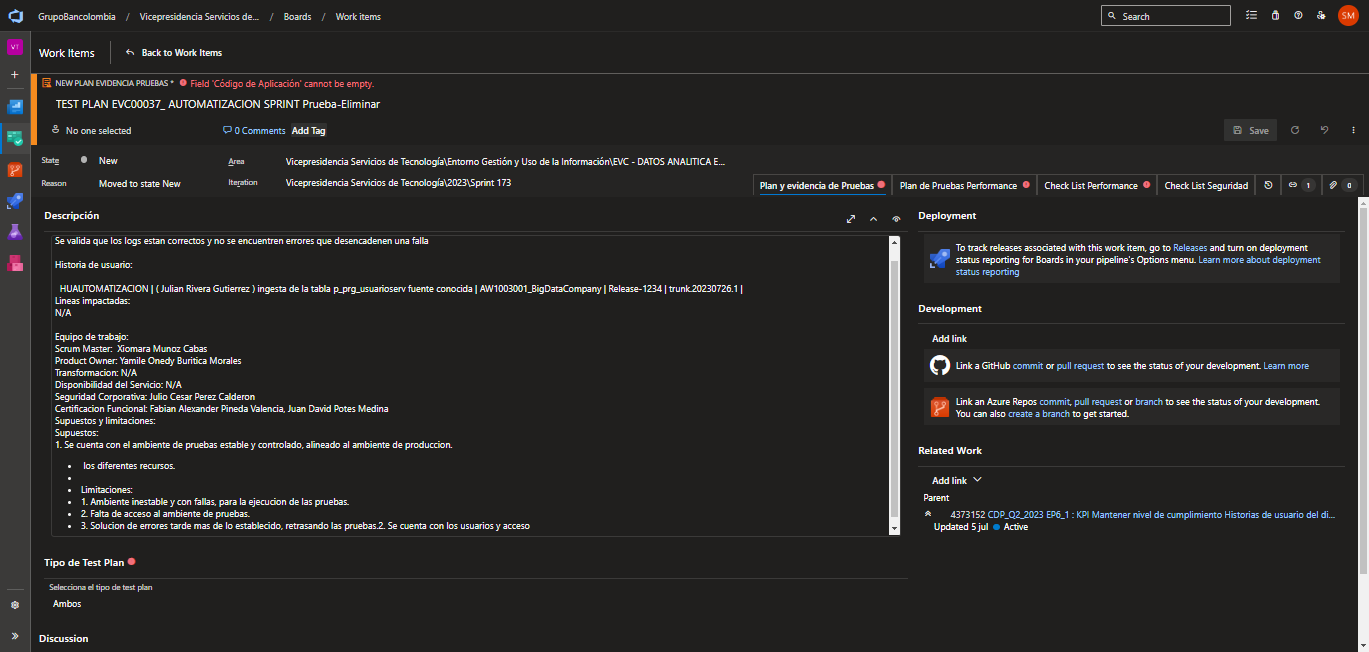 GrupoBancolombia / Vicepresidencia Servicios de... / Boards / Work items
Search
SM
VT
Work Items
Back to Work Items
NEW PLAN EVIDENCIA PRUEBAS * Field 'Código de Aplicación' cannot be empty.
TEST PLAN EVC00037_ AUTOMATIZACION SPRINT Prueba-Eliminar
No one selected
0 Comments
Add Tag
Save
State New
Area Vicepresidencia Servicios de Tecnología\Entorno Gestión y Uso de la Información\EVC - DATOS ANALITICA E...
Reason Moved to state New
Iteration Vicepresidencia Servicios de Tecnología\2023\Sprint 173
Plan y evidencia de Pruebas
Plan de Pruebas Performance
Check List Performance
Check List Seguridad
1
0
Descripción
Se valida que los logs estan correctos y no se encuentren errores que desencadenen una falla
Historia de usuario:
HUAUTOMATIZACION | ( Julian Rivera Gutierrez ) ingesta de la tabla p_prg_usuarioserv fuente conocida | AW1003001_BigDataCompany | Release-1234 | trunk.20230726.1 |
Lineas impactadas:
N/A
Equipo de trabajo:
Scrum Master: Xiomara Munoz Cabas
Product Owner: Yamile Onedy Buritica Morales
Transformacion: N/A
Disponibilidad del Servicio: N/A
Seguridad Corporativa: Julio Cesar Perez Calderon
Certificacion Funcional: Fabian Alexander Pineda Valencia, Juan David Potes Medina
Supuestos y limitaciones:
Supuestos:
1. Se cuenta con el ambiente de pruebas estable y controlado, alineado al ambiente de produccion.
• los diferentes recursos.
•
• Limitaciones:
• 1. Ambiente inestable y con fallas, para la ejecucion de las pruebas.
• 2. Falta de acceso al ambiente de pruebas.
• 3. Solucion de errores tarde mas de lo establecido, retrasando las pruebas.2. Se cuenta con los usuarios y acceso
Tipo de Test Plan
Selecciona el tipo de test plan
Ambos
Discussion
Deployment
To track releases associated with this work item, go to Releases and turn on deployment
status reporting for Boards in your pipeline's Options menu. Learn more about deployment
status reporting
Development
Add link
Link a GitHub commit or pull request to see the status of your development. Learn more
Link an Azure Repos commit, pull request or branch to see the status of your development.
You can also create a branch to get started.
Related Work
Add link
Parent
4373152 CDP_Q2_2023 EP6_1 : KPI Mantener nivel de cumplimiento Historias de usuario del di...
Updated 5 jul Active